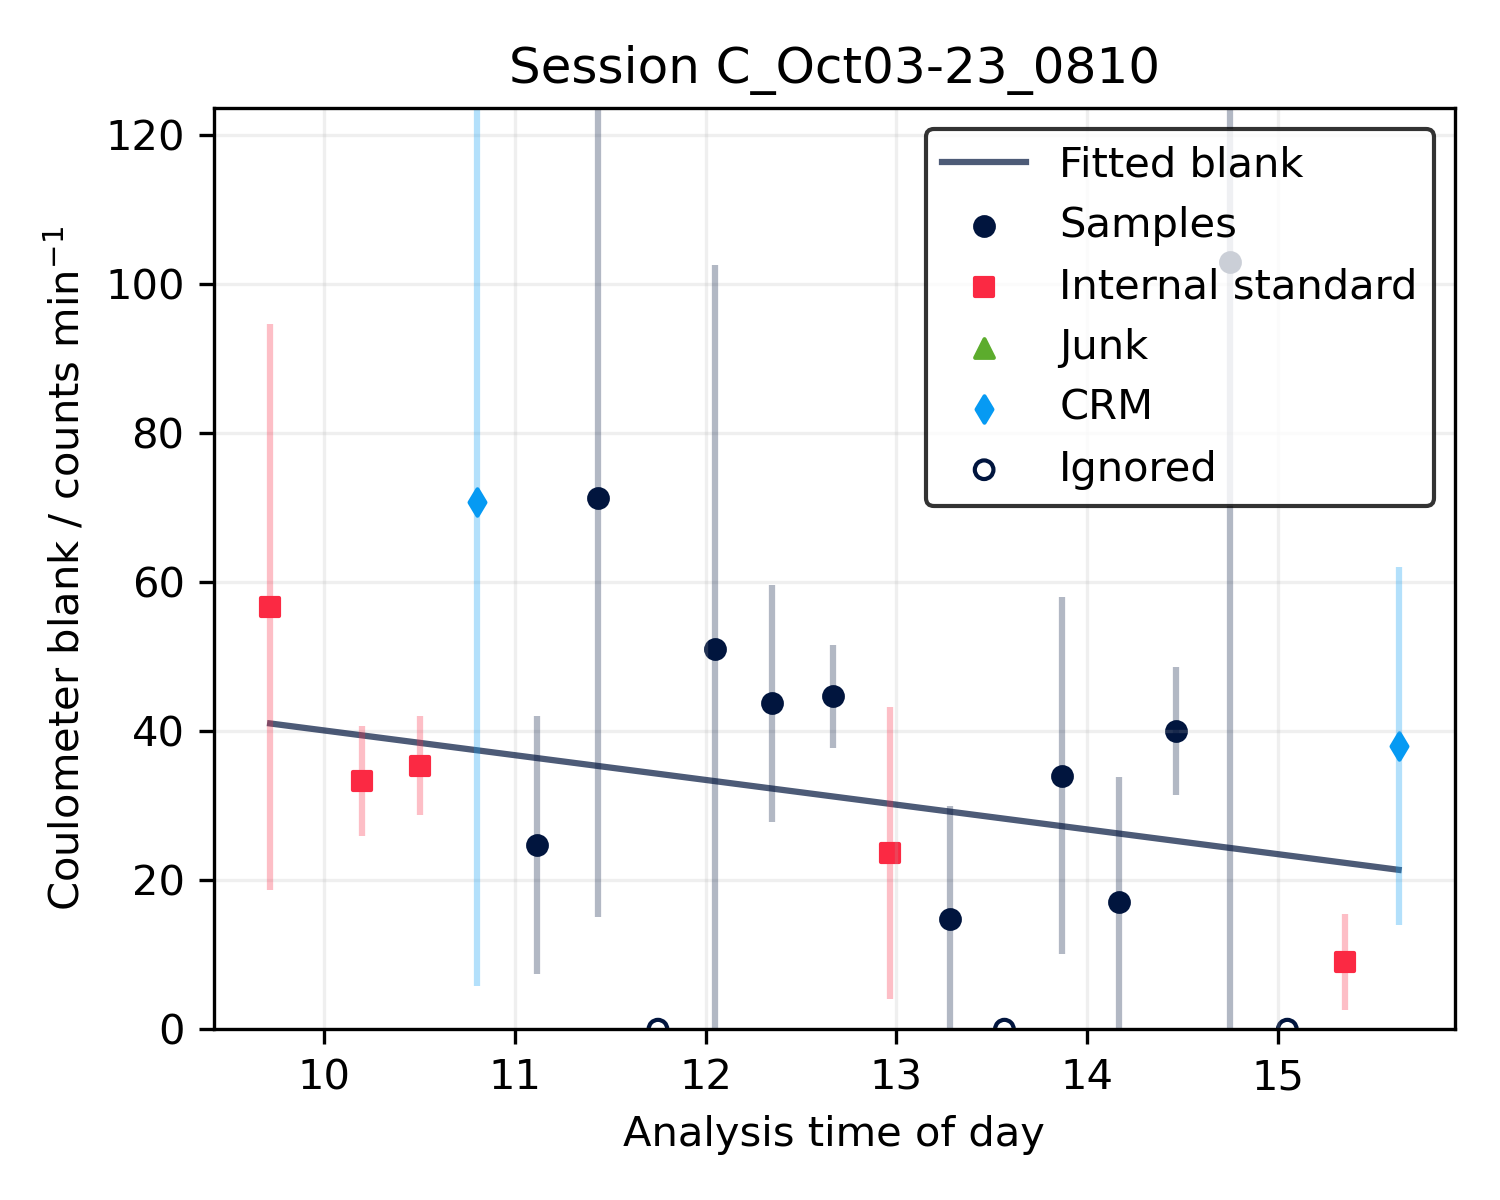 Session C_Oct03-23_0810
Coulometer blank / counts min⁻¹
120
100
80
60
40
20
0
Fitted blank
Samples
Internal standard
Junk
CRM
Ignored
10 11 12 13 14 15
Analysis time of day